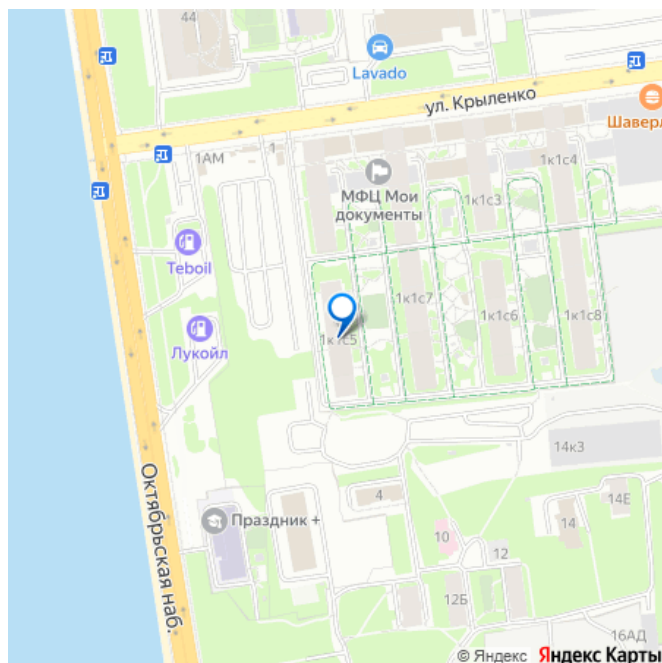 44
Lavado
ул. Крыленко
Шаверл
1АМ
1
1к1с4
МФЦ Мои
документы
1к1с3
Teboil
1к1с7
1к1с6
1к1с8
Лукойл
1к1с5
14к3
Октябрьская наб.
4
14Е
Праздник +
14
10
12
12Б
16АД
© Яндекс Яндекс Карты